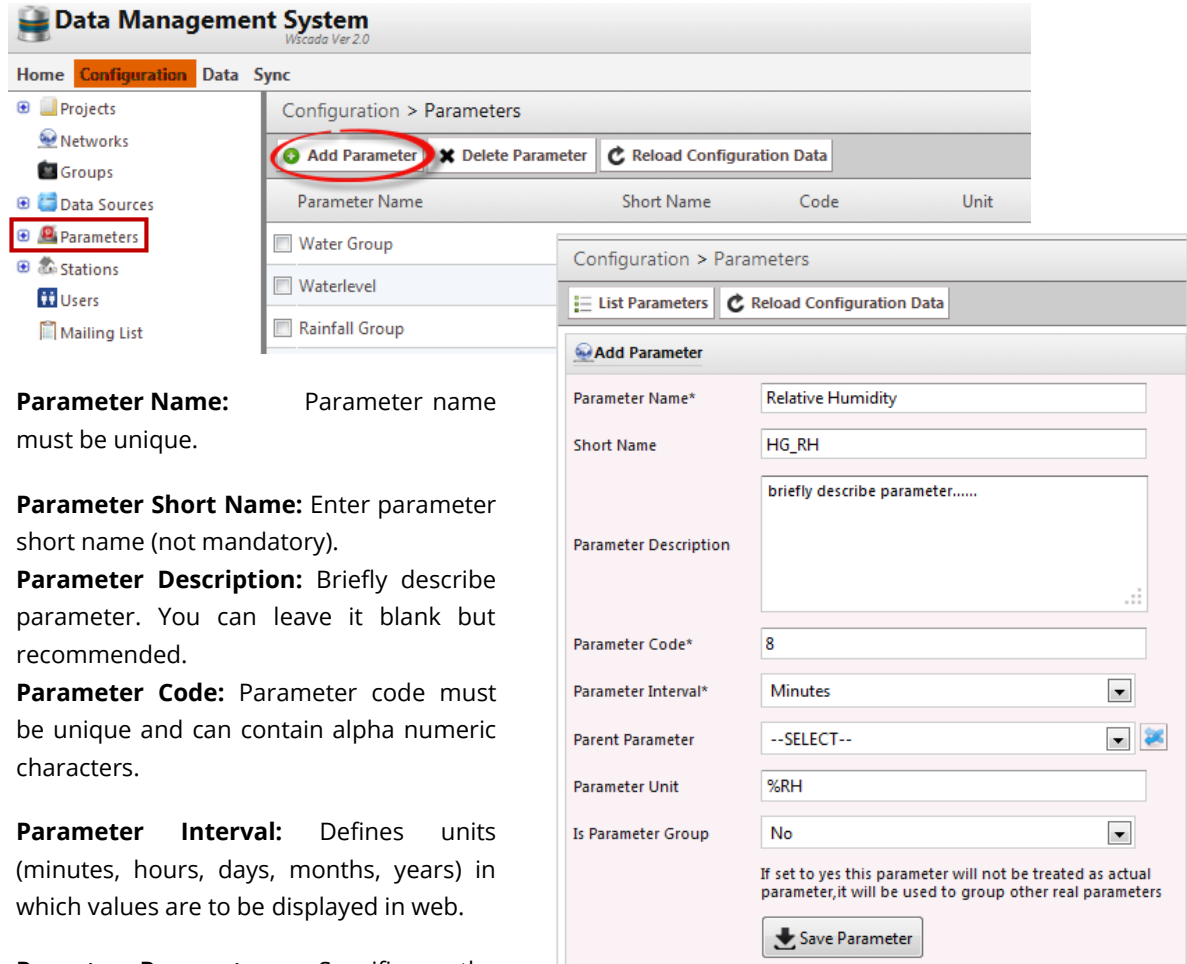 Data Management System
Wscada Ver 2.0
Home Configuration Data Sync
Projects
Networks
Groups
Data Sources
Parameters
Stations
Users
Mailing List
Configuration > Parameters
Add Parameter Delete Parameter Reload Configuration Data
Parameter Name Short Name Code Unit
Water Group
Waterlevel
Rainfall Group
Parameter Name: Parameter name
must be unique.
Parameter Short Name: Enter parameter
short name (not mandatory).
Parameter Description: Briefly describe
parameter. You can leave it blank but
recommended.
Parameter Code: Parameter code must
be unique and can contain alpha numeric
characters.
Parameter Interval: Defines units
(minutes, hours, days, months, years) in
which values are to be displayed in web.
Configuration > Parameters
List Parameters Reload Configuration Data
Add Parameter
Parameter Name* Relative Humidity
Short Name HG_RH
Parameter Description briefly describe parameter......
Parameter Code* 8
Parameter Interval* Minutes
Parent Parameter --SELECT--
Parameter Unit %RH
Is Parameter Group No
If set to yes this parameter will not be treated as actual
parameter,it will be used to group other real parameters
Save Parameter